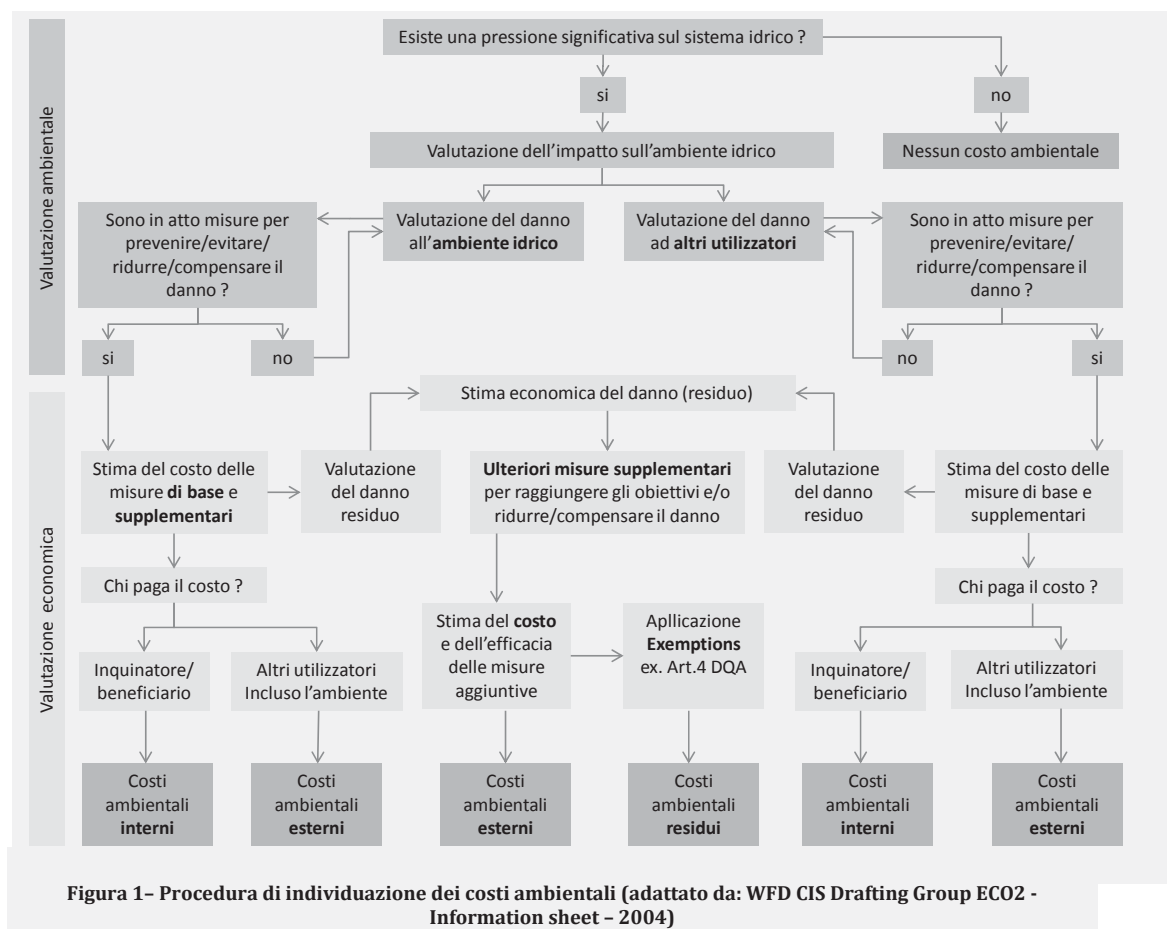 Esiste una pressione significativa sul sistema idrico ?
si
no
Valutazione dell'impatto sull'ambiente idrico
Nessun costo ambientale
Valutazione ambientale
Sono in atto misure per
prevenire/evitare/
ridurre/compensare il
danno ?
Valutazione del danno
all'ambiente idrico
Valutazione del danno
ad altri utilizzatori
Sono in atto misure per
prevenire/evitare/
ridurre/compensare il
danno ?
si
no
no
si
Valutazione economica
Stima economica del danno (residuo)
Stima del costo delle
misure di base e
supplementari
Valutazione
del danno
residuo
Ulteriori misure supplementari
per raggiungere gli obiettivi e/o
ridurre/compensare il danno
Valutazione
del danno
residuo
Stima del costo delle
misure di base e
supplementari
Chi paga il costo ?
Chi paga il costo ?
Inquinatore/
beneficiario
Altri utilizzatori
Incluso l'ambiente
Stima del costo
e dell'efficacia
delle misure
aggiuntive
Apllicazione
Exemptions
ex. Art.4 DQA
Inquinatore/
beneficiario
Altri utilizzatori
Incluso l'ambiente
Costi
ambientali
interni
Costi
ambientali
esterni
Costi
ambientali
esterni
Costi
ambientali
residui
Costi
ambientali
interni
Costi
ambientali
esterni
Figura 1– Procedura di individuazione dei costi ambientali (adattato da: WFD CIS Drafting Group ECO2 -
Information sheet – 2004)